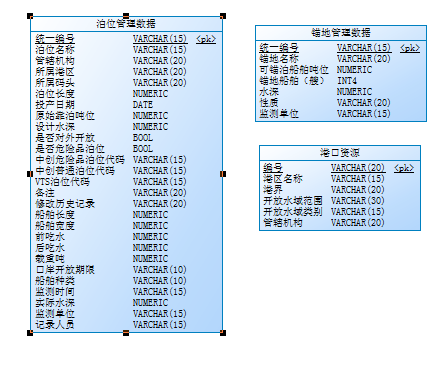 泊位管理数据
统一编号 VARCHAR(15) <pk>
泊位名称 VARCHAR(15)
管辖机构 VARCHAR(20)
所属港区 VARCHAR(20)
所属码头 VARCHAR(20)
泊位长度 NUMERIC
投产日期 DATE
原始靠泊吨位 NUMERIC
设计水深 NUMERIC
是否对外开放 BOOL
是否危险品泊位 BOOL
中创危险品泊位代码 VARCHAR(15)
中创普通泊位代码 VARCHAR(15)
VTS泊位代码 VARCHAR(15)
备注 VARCHAR(20)
修改历史记录 VARCHAR(20)
船舶长度 NUMERIC
船舶宽度 NUMERIC
前吃水 NUMERIC
后吃水 NUMERIC
载重吨 NUMERIC
口岸开放期限 VARCHAR(10)
船舶种类 VARCHAR(10)
监测时间 VARCHAR(15)
实际水深 NUMERIC
监测单位 VARCHAR(15)
记录人员 VARCHAR(15)
锚地管理数据
统一编号 VARCHAR(15) <pk>
锚地名称 VARCHAR(20)
可锚泊船舶吨位 NUMERIC
锚地船舶（艘） INT4
水深 NUMERIC
性质 VARCHAR(20)
监测单位 VARCHAR(15)
港口资源
编号 VARCHAR(20) <pk>
港区名称 VARCHAR(15)
港界 VARCHAR(20)
开放水域范围 VARCHAR(30)
开放水域类别 VARCHAR(15)
管辖机构 VARCHAR(20)